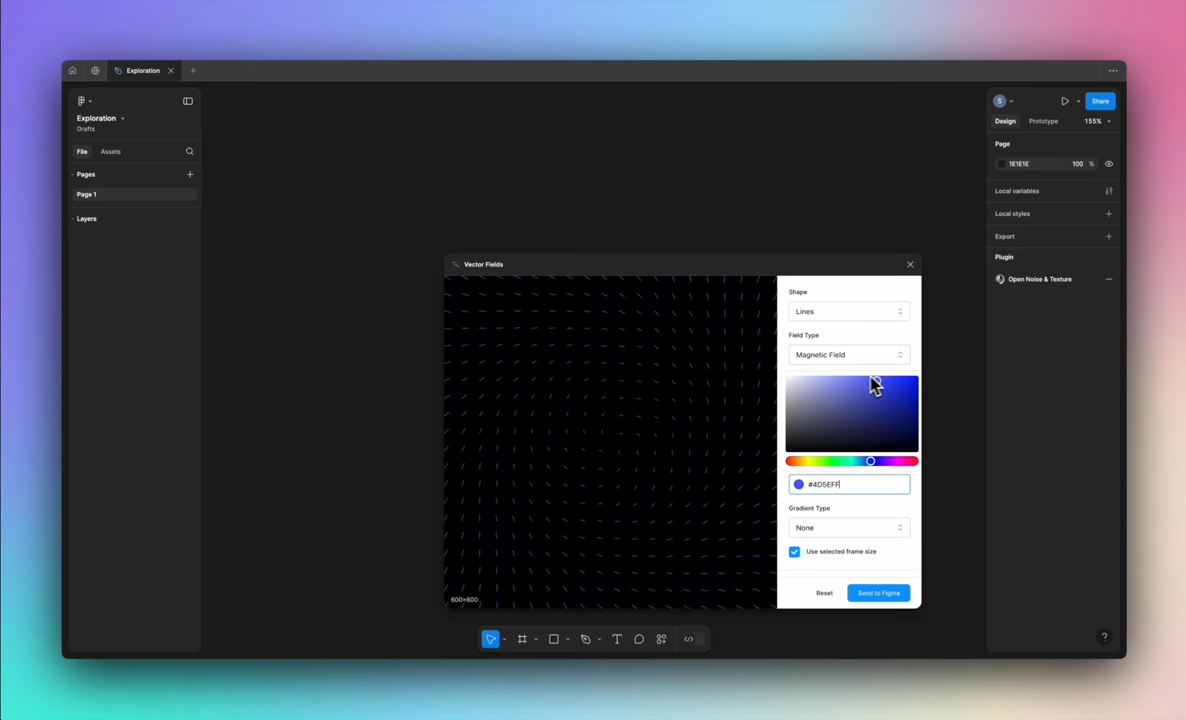 Exploration
Exploration
Drafts
File
Assets
Pages
Page 1
Layers
Vector Fields
600×600
Shape
Lines
Field Type
Magnetic Field
#4D5EFF
Gradient Type
None
Use selected frame size
Reset
Send to Figma
S
Share
Design
Prototype
155%
Page
1E1E1E
100
%
Local variables
Local styles
Export
Plugin
Open Noise & Texture
?